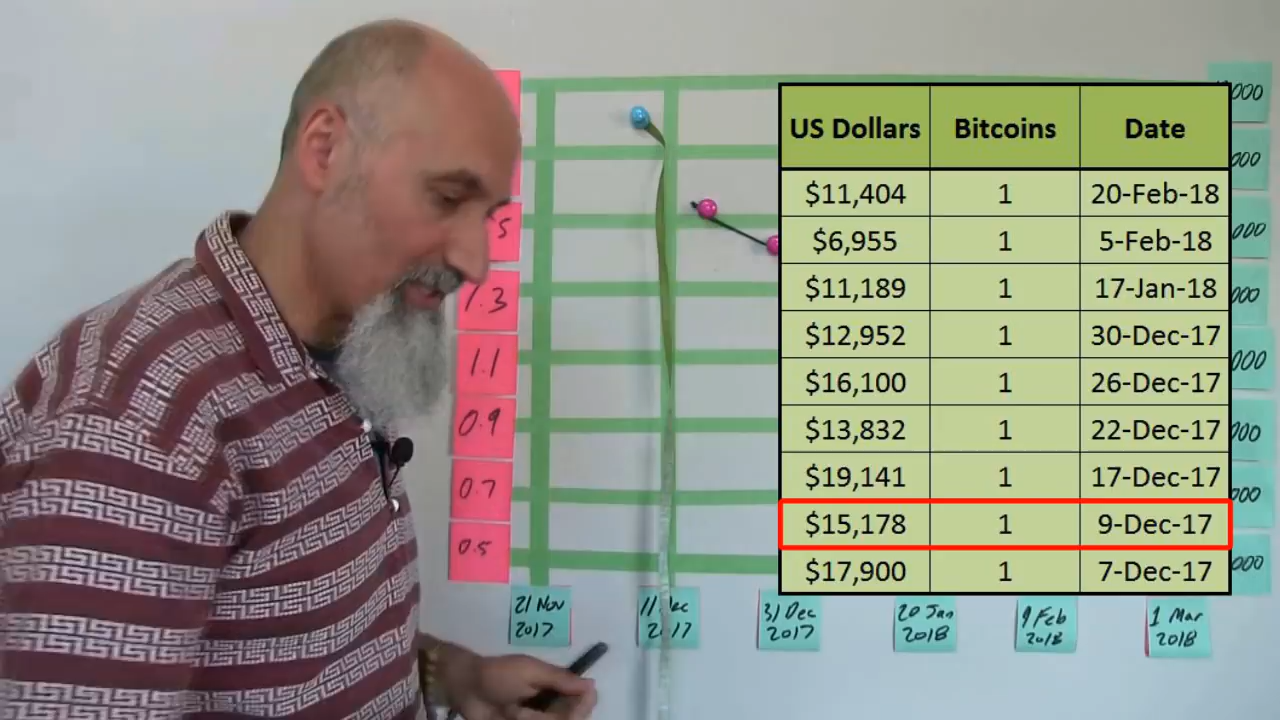 US Dollars Bitcoins Date
$11,404 1 20-Feb-18
$6,955 1 5-Feb-18
$11,189 1 17-Jan-18
$12,952 1 30-Dec-17
$16,100 1 26-Dec-17
$13,832 1 22-Dec-17
$19,141 1 17-Dec-17
$15,178 1 9-Dec-17
$17,900 1 7-Dec-17
1.3
1.1
0.9
0.7
0.5
21 Nov
2017
11 Dec
2017
31 Dec
2017
20 Jan
2018
9 Feb
2018
1 Mar
2018